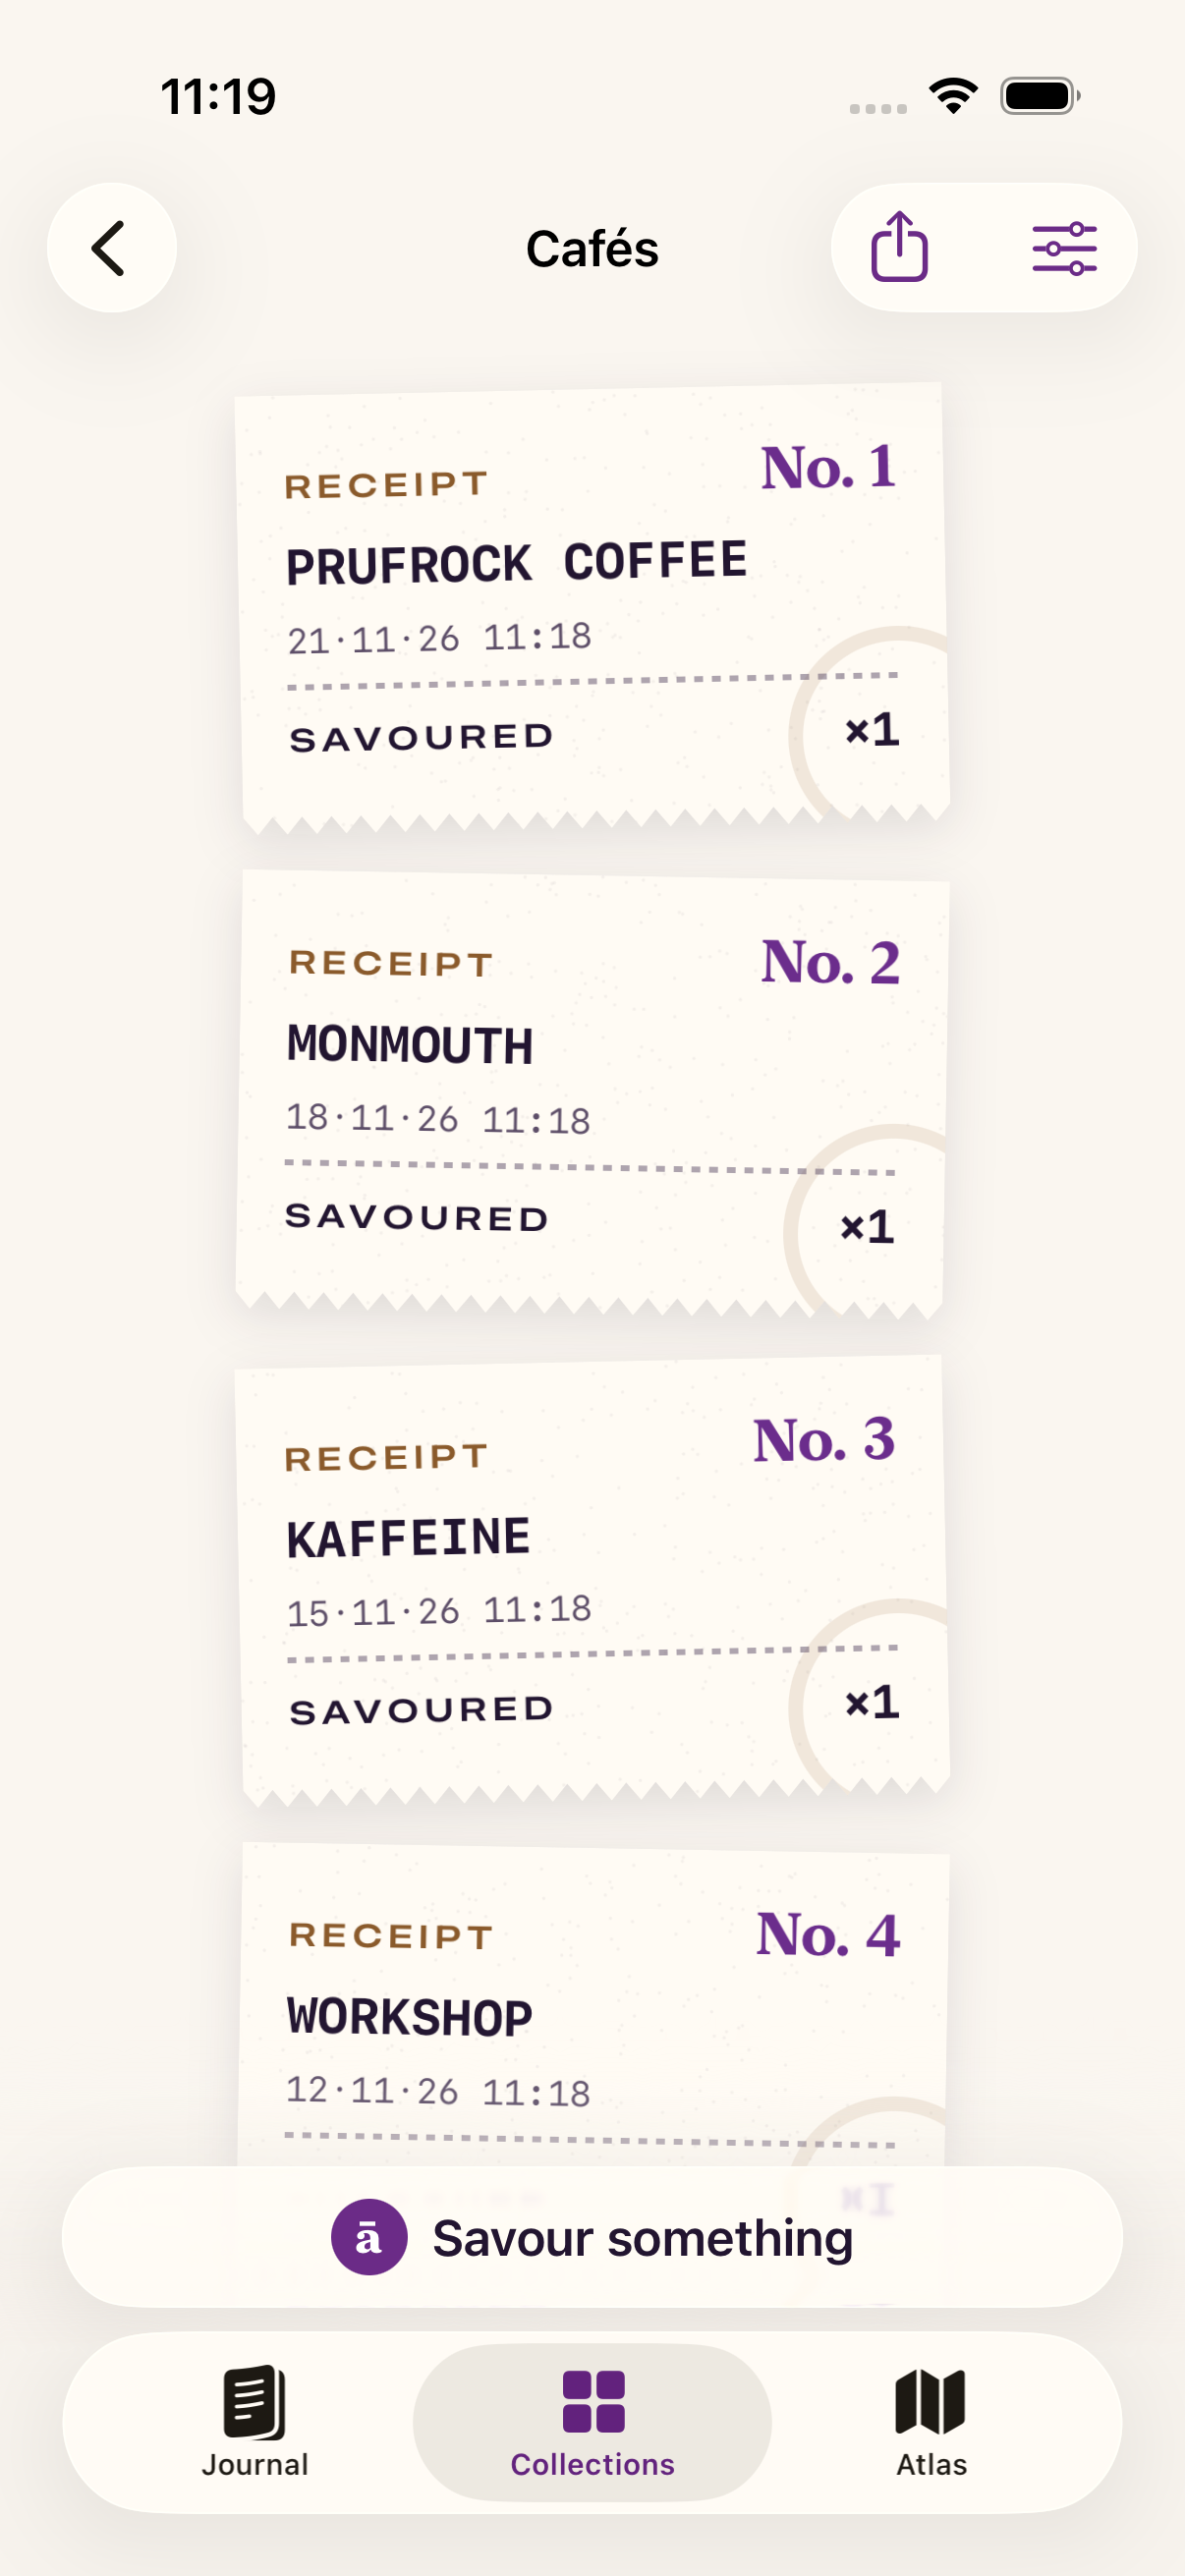 11:19
Cafés
RECEIPT
No. 1
PRUFROCK COFFEE
21·11·26 11:18
SAVOURED
×1
RECEIPT
No. 2
MONMOUTH
18·11·26 11:18
SAVOURED
×1
RECEIPT
No. 3
KAFFEINE
15·11·26 11:18
SAVOURED
×1
RECEIPT
No. 4
WORKSHOP
12·11·26 11:18
ā Savour something
Journal
Collections
Atlas